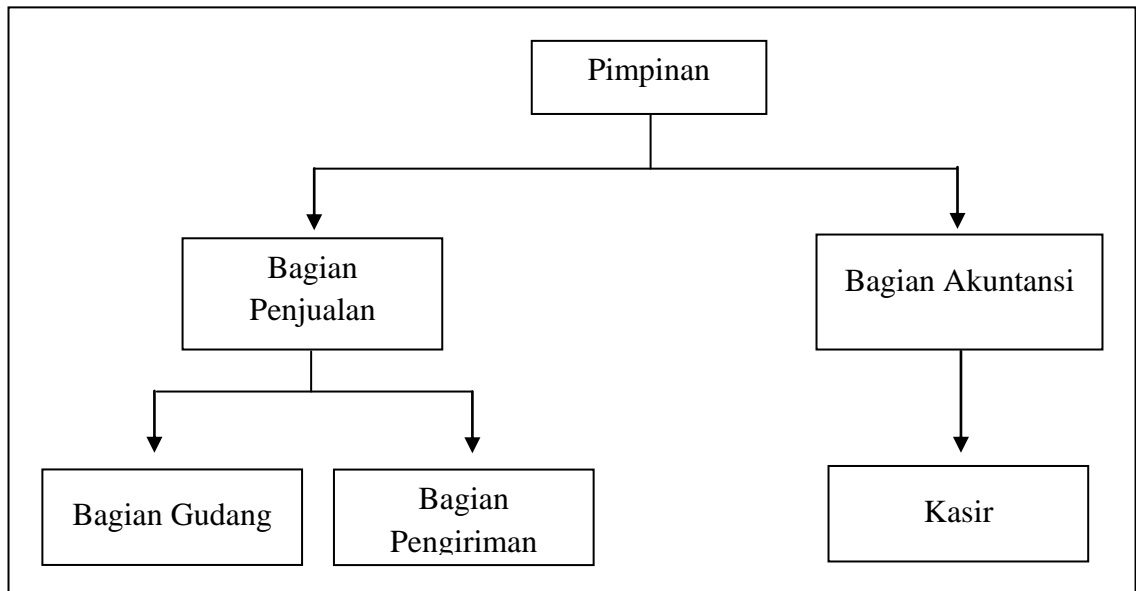 Pimpinan
Bagian
Penjualan
Bagian Akuntansi
Bagian Gudang
Bagian
Pengiriman
Kasir